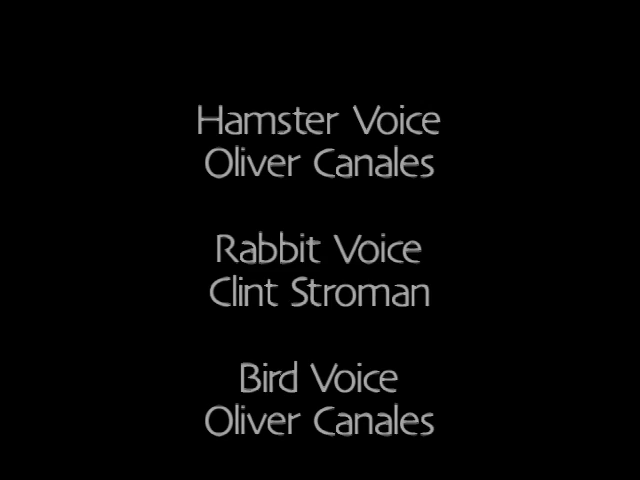 Hamster Voice
Oliver Canales
Rabbit Voice
Clint Stroman
Bird Voice
Oliver Canales